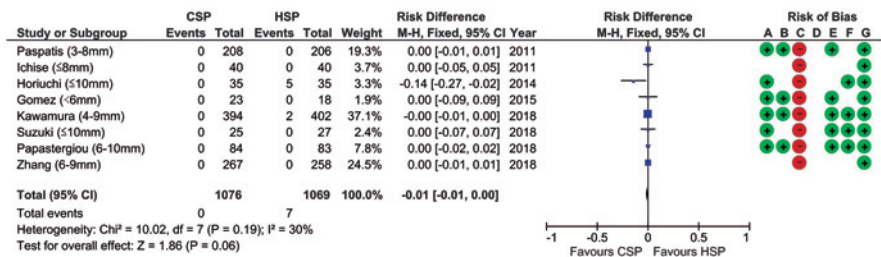 CSP HSP Risk Difference Risk Difference Risk of Bias
Study or Subgroup Events Total Events Total Weight M-H, Fixed, 95% CI Year M-H, Fixed, 95% CI A B C D E F G
Paspatis (3-8mm) 0 208 0 206 19.3% 0.00 [-0.01, 0.01] 2011 + + - + + 
Ichise (≤8mm) 0 40 0 40 3.7% 0.00 [-0.05, 0.05] 2011 - +
Horiuchi (≤10mm) 0 35 5 35 3.3% -0.14 [-0.27, -0.02] 2014 + - + +
Gomez (<6mm) 0 23 0 18 1.9% 0.00 [-0.09, 0.09] 2015 + + - + +
Kawamura (4-9mm) 0 394 2 402 37.1% -0.00 [-0.01, 0.00] 2018 + + - + + +
Suzuki (≤10mm) 0 25 0 27 2.4% 0.00 [-0.07, 0.07] 2018 + - + + +
Papastergiou (6-10mm) 0 84 0 83 7.8% 0.00 [-0.02, 0.02] 2018 + + - + + +
Zhang (6-9mm) 0 267 0 258 24.5% 0.00 [-0.01, 0.01] 2018 - +
Total (95% CI) 1076 1069 100.0% -0.01 [-0.01, 0.00]
Total events 0 7
Heterogeneity: Chi² = 10.02, df = 7 (P = 0.19); I² = 30%
Test for overall effect: Z = 1.86 (P = 0.06)
-1 -0.5 0 0.5 1
Favours CSP Favours HSP